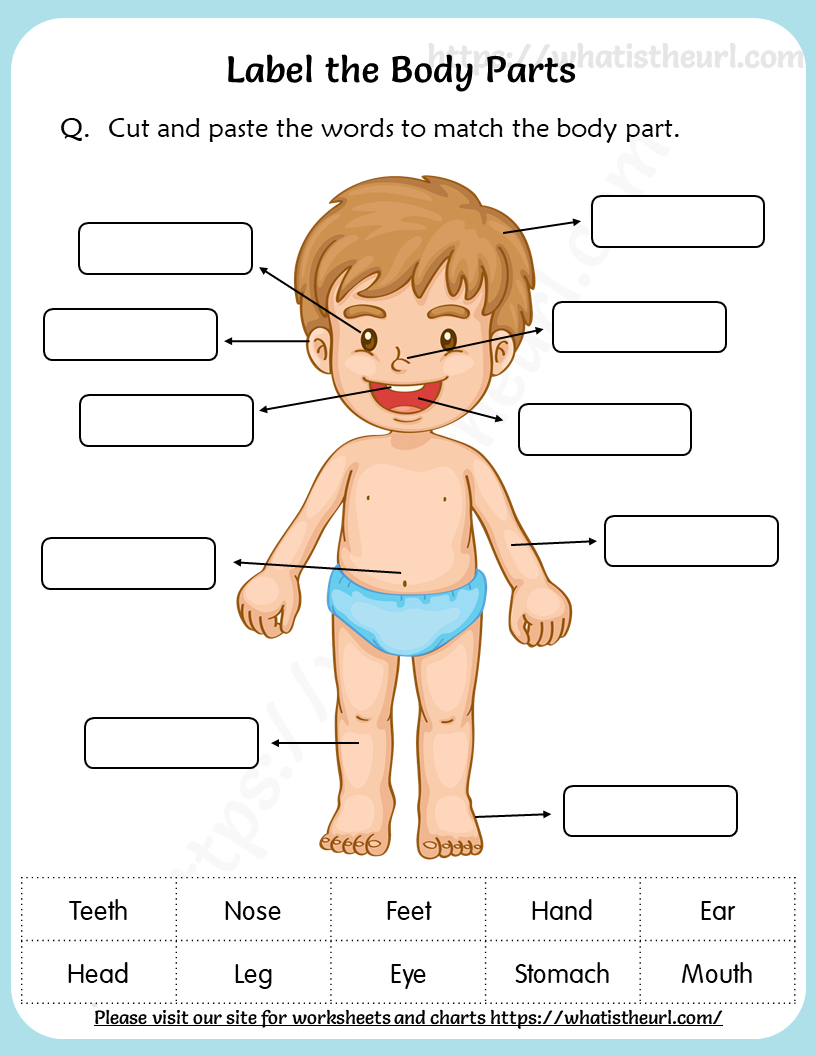 https://whatistheurl.com
Label the Body Parts
Q. Cut and paste the words to match the body part.
Teeth Nose Feet Hand Ear
Head Leg Eye Stomach Mouth
Please visit our site for worksheets and charts https://whatistheurl.com/